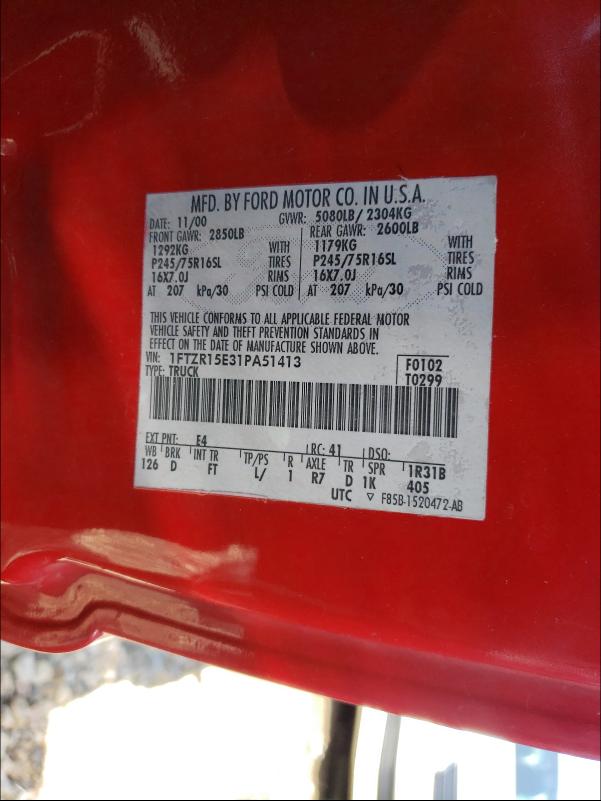 MFD. BY FORD MOTOR CO. IN U.S.A.
DATE: 11/00 GVWR: 5080LB/ 2304KG
FRONT GAWR: 2850LB REAR GAWR: 2600LB
1292KG WITH 1179KG WITH
P245/75R16SL TIRES P245/75R16SL TIRES
16X7.0J RIMS 16X7.0J RIMS
AT 207 kPa/30 PSI COLD AT 207 kPa/30 PSI COLD
THIS VEHICLE CONFORMS TO ALL APPLICABLE FEDERAL MOTOR
VEHICLE SAFETY AND THEFT PREVENTION STANDARDS IN
EFFECT ON THE DATE OF MANUFACTURE SHOWN ABOVE.
VIN: 1FTZR15E31PA51413 F0102
TYPE: TRUCK T0299
EXT PNT: E4 RC: 41 DSO:
WB BRK INT TR TP/PS R AXLE TR SPR 1R31B
126 D FT L/ 1 R7 D 1K 405
UTC ▽ F85B-1520472-AB